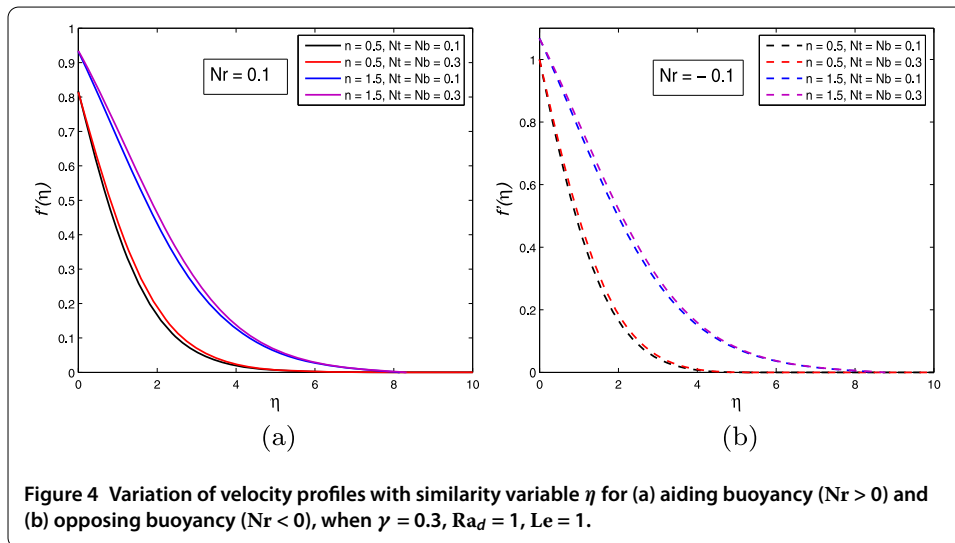 1
0.9
0.8
0.7
0.6
0.5
0.4
0.3
0.2
0.1
0
f'(η)
0 2 4 6 8 10
η
Nr = 0.1
n = 0.5, Nt = Nb = 0.1
n = 0.5, Nt = Nb = 0.3
n = 1.5, Nt = Nb = 0.1
n = 1.5, Nt = Nb = 0.3
(a)
1
0.8
0.6
0.4
0.2
0
f'(η)
0 2 4 6 8 10
η
Nr = – 0.1
n = 0.5, Nt = Nb = 0.1
n = 0.5, Nt = Nb = 0.3
n = 1.5, Nt = Nb = 0.1
n = 1.5, Nt = Nb = 0.3
(b)
Figure 4 Variation of velocity profiles with similarity variable η for (a) aiding buoyancy (Nr > 0) and
(b) opposing buoyancy (Nr < 0), when γ = 0.3, Ra_d = 1, Le = 1.